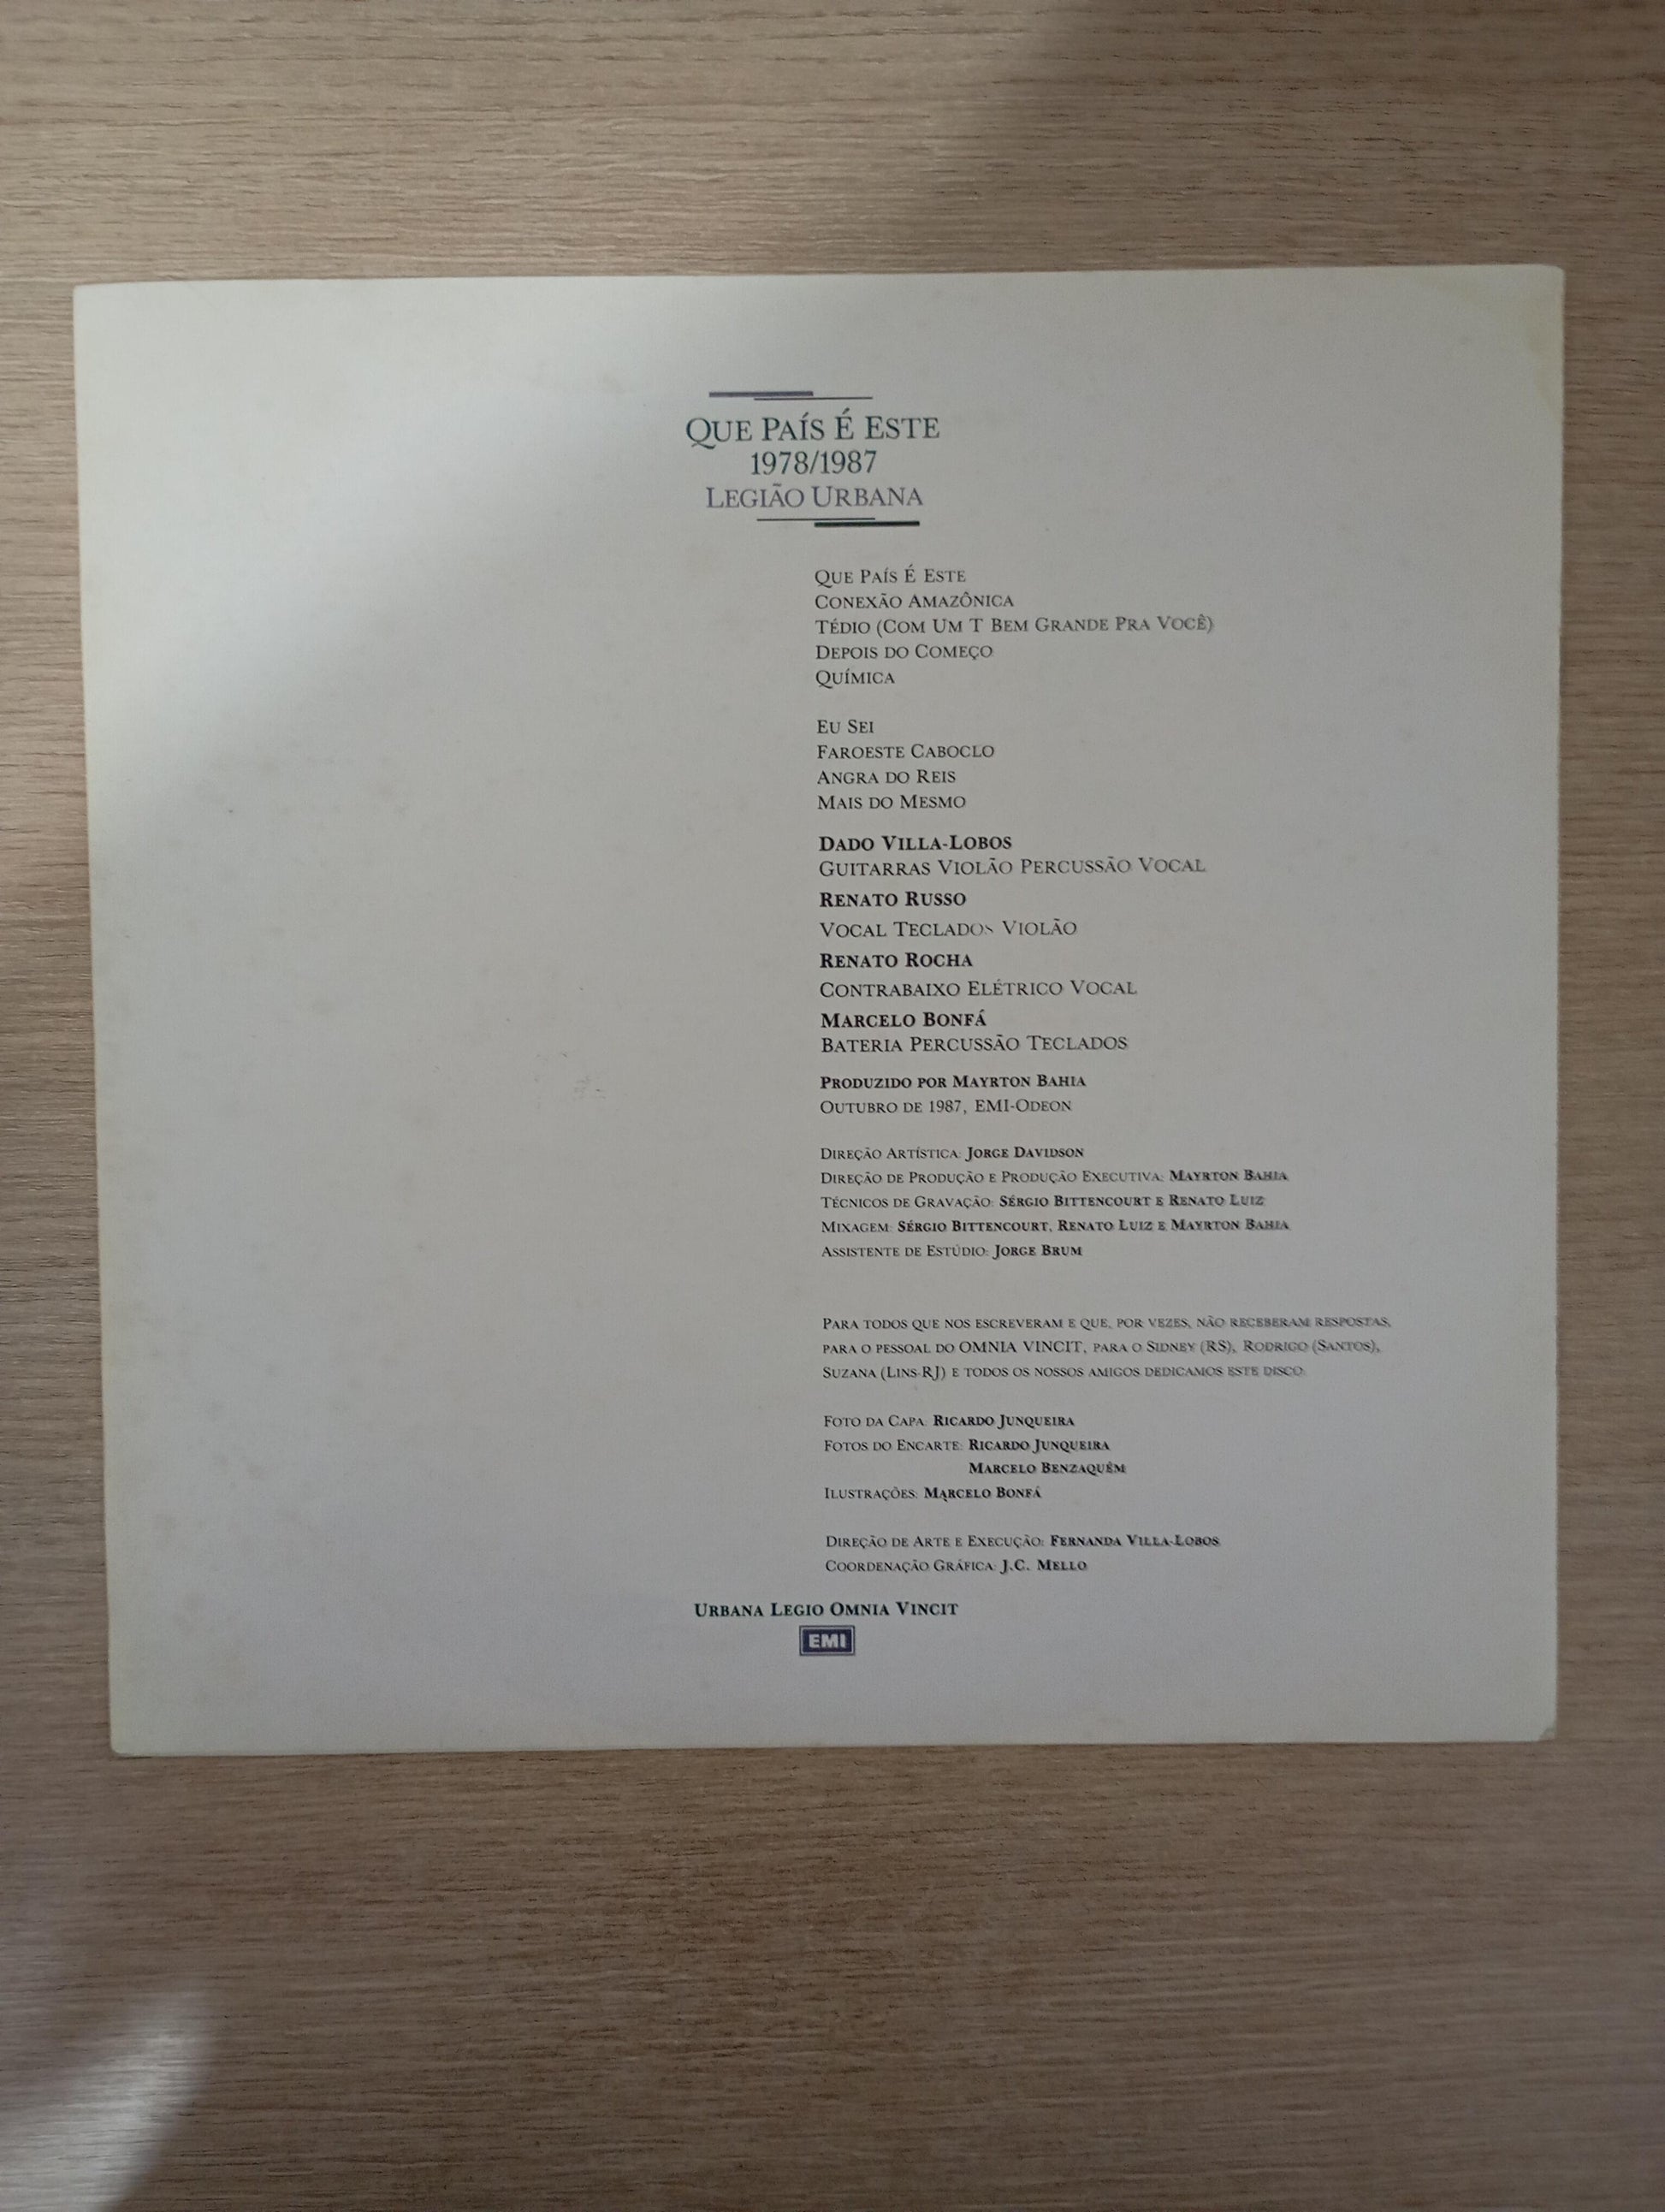 Que País É Este
1978/1987
Legião Urbana
Que País É Este
Conexão Amazônica
Tédio (Com Um T Bem Grande Pra Você)
Depois do Começo
Química
Eu Sei
Faroeste Caboclo
Angra do Reis
Mais do Mesmo
Dado Villa-Lobos
Guitarras Violão Percussão Vocal
Renato Russo
Vocal Teclados Violão
Renato Rocha
Contrabaixo Elétrico Vocal
Marcelo Bonfá
Bateria Percussão Teclados
Produzido por Mayrton Bahia
Outubro de 1987, EMI-Odeon
Direção Artística: Jorge Davidson
Direção de Produção e Produção Executiva: Mayrton Bahia
Técnicos de Gravação: Sérgio Bittencourt e Renato Luiz
Mixagem: Sérgio Bittencourt, Renato Luiz e Mayrton Bahia
Assistente de Estúdio: Jorge Brum
Para todos que nos escreveram e que, por vezes, não receberam respostas,
para o pessoal do OMNIA VINCIT, para o Sidney (RS), Rodrigo (Santos),
Suzana (Lins-RJ) e todos os nossos amigos dedicamos este disco.
Foto da Capa: Ricardo Junqueira
Fotos do Encarte: Ricardo Junqueira
Marcelo Benzaquém
Ilustrações: Marcelo Bonfá
Direção de Arte e Execução: Fernanda Villa-Lobos
Coordenação Gráfica: J.C. Mello
Urbana Legio Omnia Vincit
EMI